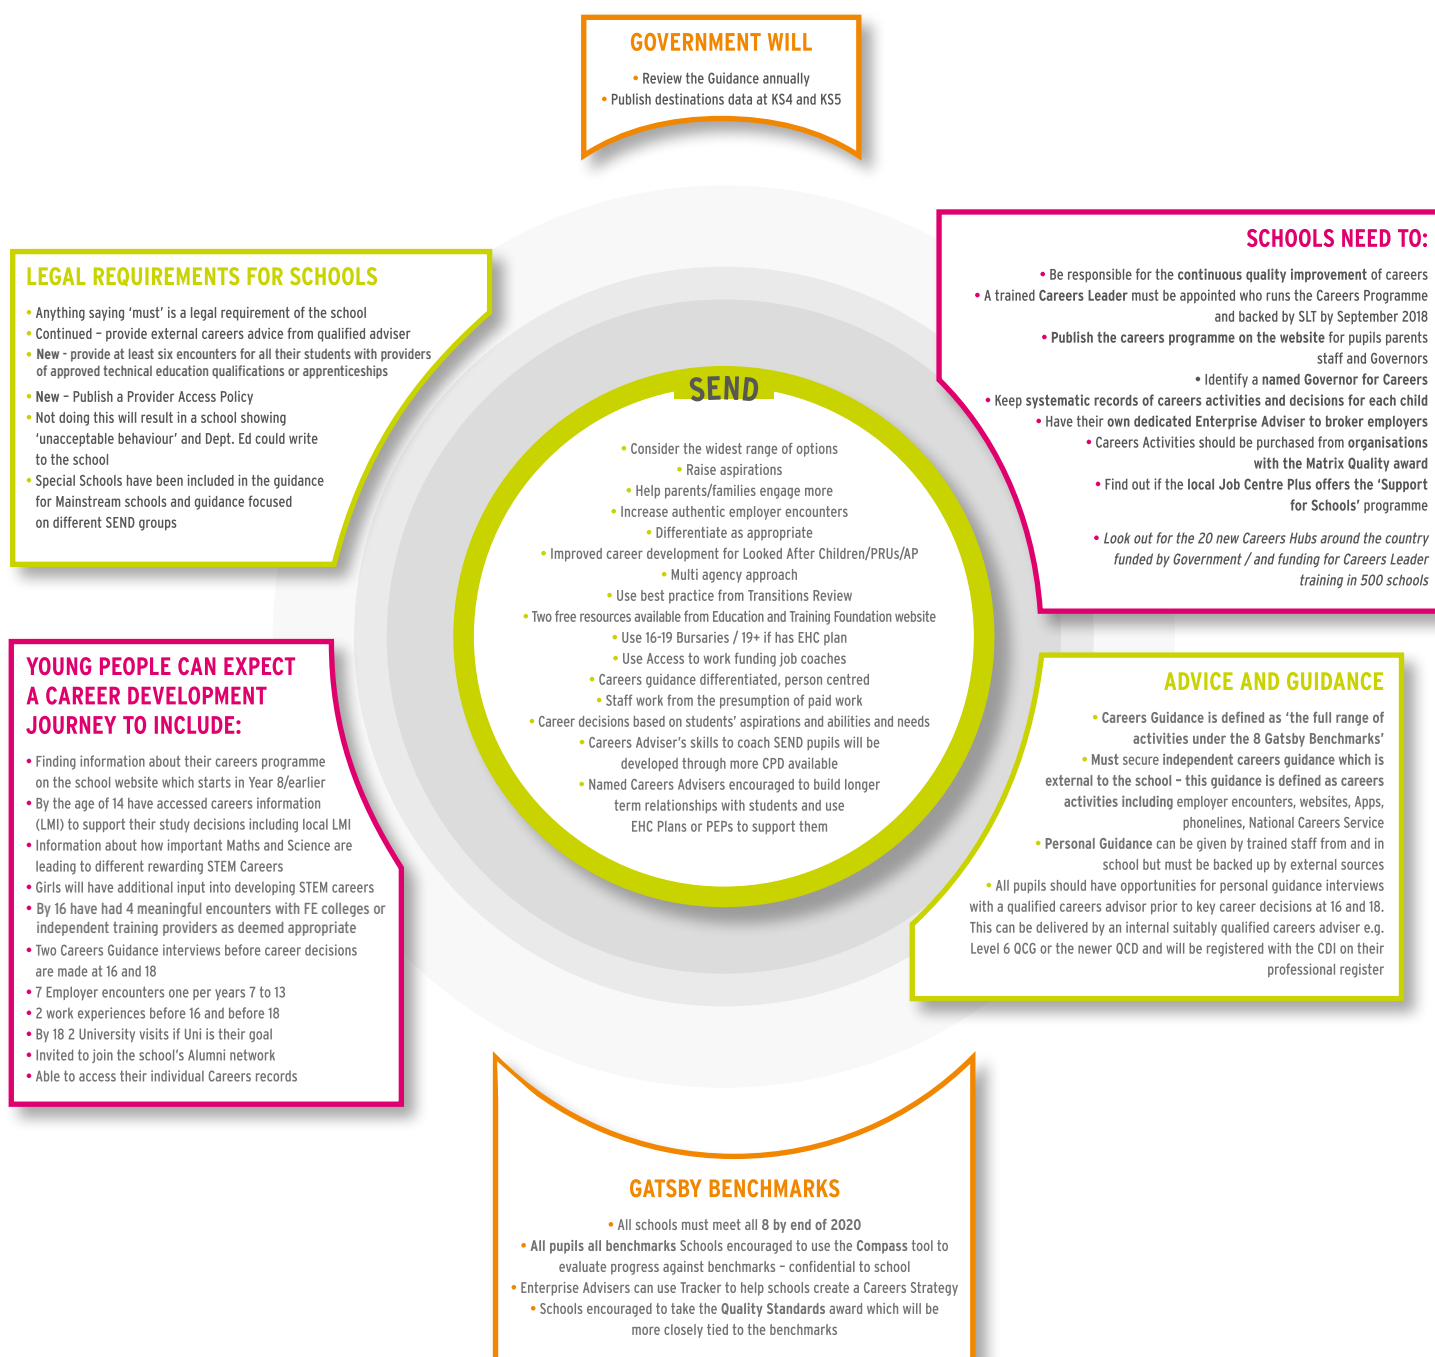 GOVERNMENT WILL
• Review the Guidance annually
• Publish destinations data at KS4 and KS5
LEGAL REQUIREMENTS FOR SCHOOLS
• Anything saying ‘must’ is a legal requirement of the school
• Continued – provide external careers advice from qualified adviser
• New - provide at least six encounters for all their students with providers
of approved technical education qualifications or apprenticeships
• New – Publish a Provider Access Policy
• Not doing this will result in a school showing
‘unacceptable behaviour’ and Dept. Ed could write
to the school
• Special Schools have been included in the guidance
for Mainstream schools and guidance focused
on different SEND groups
SCHOOLS NEED TO:
• Be responsible for the continuous quality improvement of careers
• A trained Careers Leader must be appointed who runs the Careers Programme
and backed by SLT by September 2018
• Publish the careers programme on the website for pupils parents
staff and Governors
• Identify a named Governor for Careers
• Keep systematic records of careers activities and decisions for each child
• Have their own dedicated Enterprise Adviser to broker employers
• Careers Activities should be purchased from organisations
with the Matrix Quality award
• Find out if the local Job Centre Plus offers the ‘Support
for Schools’ programme
• Look out for the 20 new Careers Hubs around the country
funded by Government / and funding for Careers Leader
training in 500 schools
SEND
• Consider the widest range of options
• Raise aspirations
• Help parents/families engage more
• Increase authentic employer encounters
• Differentiate as appropriate
• Improved career development for Looked After Children/PRUs/AP
• Multi agency approach
• Use best practice from Transitions Review
• Two free resources available from Education and Training Foundation website
• Use 16-19 Bursaries / 19+ if has EHC plan
• Use Access to work funding job coaches
• Careers guidance differentiated, person centred
• Staff work from the presumption of paid work
• Career decisions based on students’ aspirations and abilities and needs
• Careers Adviser’s skills to coach SEND pupils will be
developed through more CPD available
• Named Careers Advisers encouraged to build longer
term relationships with students and use
EHC Plans or PEPs to support them
YOUNG PEOPLE CAN EXPECT
A CAREER DEVELOPMENT
JOURNEY TO INCLUDE:
• Finding information about their careers programme
on the school website which starts in Year 8/earlier
• By the age of 14 have accessed careers information
(LMI) to support their study decisions including local LMI
• Information about how important Maths and Science are
leading to different rewarding STEM Careers
• Girls will have additional input into developing STEM careers
• By 16 have had 4 meaningful encounters with FE colleges or
independent training providers as deemed appropriate
• Two Careers Guidance interviews before career decisions
are made at 16 and 18
• 7 Employer encounters one per years 7 to 13
• 2 work experiences before 16 and before 18
• By 18 2 University visits if Uni is their goal
• Invited to join the school’s Alumni network
• Able to access their individual Careers records
ADVICE AND GUIDANCE
• Careers Guidance is defined as ‘the full range of
activities under the 8 Gatsby Benchmarks’
• Must secure independent careers guidance which is
external to the school – this guidance is defined as careers
activities including employer encounters, websites, Apps,
phonelines, National Careers Service
• Personal Guidance can be given by trained staff from and in
school but must be backed up by external sources
• All pupils should have opportunities for personal guidance interviews
with a qualified careers advisor prior to key career decisions at 16 and 18.
This can be delivered by an internal suitably qualified careers adviser e.g.
Level 6 QCG or the newer QCD and will be registered with the CDI on their
professional register
GATSBY BENCHMARKS
• All schools must meet all 8 by end of 2020
• All pupils all benchmarks Schools encouraged to use the Compass tool to
evaluate progress against benchmarks – confidential to school
• Enterprise Advisers can use Tracker to help schools create a Careers Strategy
• Schools encouraged to take the Quality Standards award which will be
more closely tied to the benchmarks